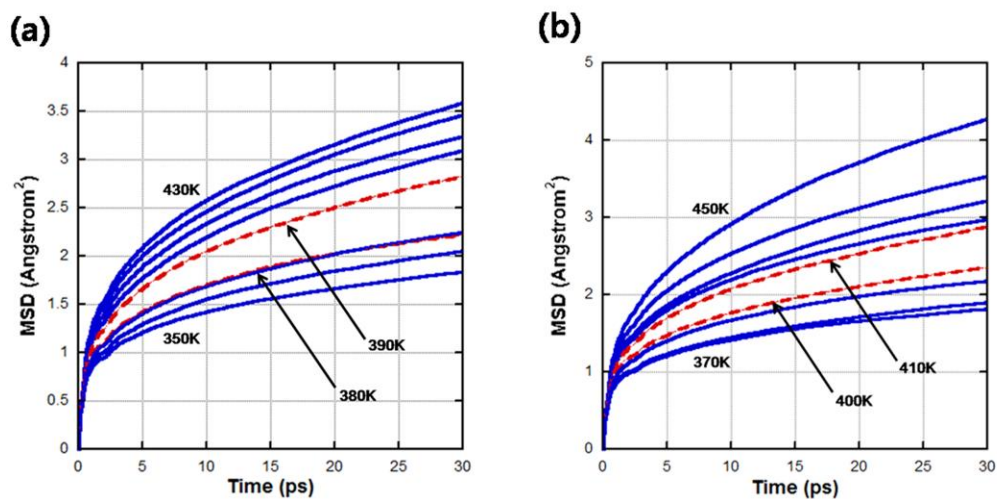 (a)
4
3.5
3
2.5
2
1.5
1
0.5
0
MSD (Angstrom²)
430K
350K
390K
380K
0 5 10 15 20 25 30
Time (ps)
(b)
5
4
3
2
1
0
MSD (Angstrom²)
450K
370K
410K
400K
0 5 10 15 20 25 30
Time (ps)